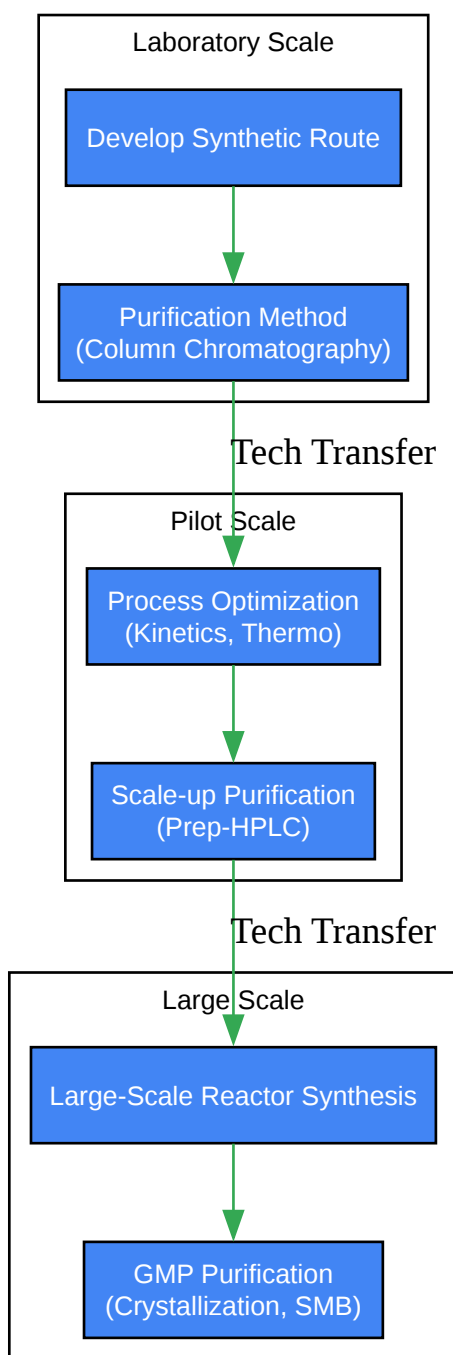 Laboratory Scale
Develop Synthetic Route
Purification Method
(Column Chromatography)
Tech Transfer
Pilot Scale
Process Optimization
(Kinetics, Thermo)
Scale-up Purification
(Prep-HPLC)
Tech Transfer
Large Scale
Large-Scale Reactor Synthesis
GMP Purification
(Crystallization, SMB)